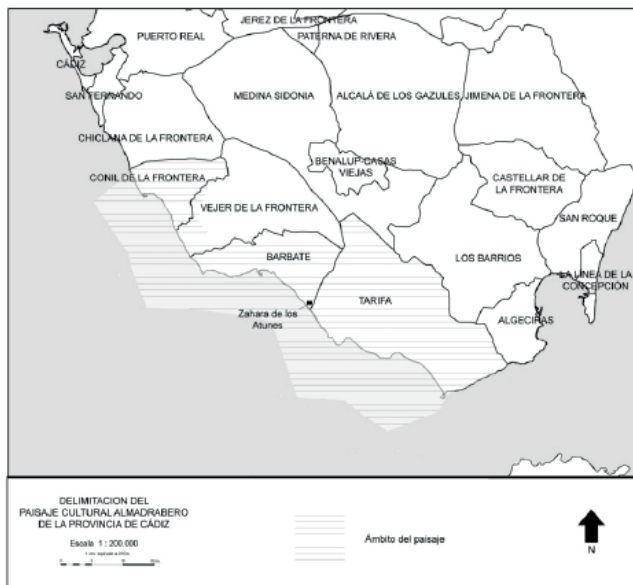 JEREZ DE LA FRONTERA
PUERTO REAL
PATERNA DE RIVERA
CÁDIZ
SAN FERNANDO
MEDINA SIDONIA
ALCALÁ DE LOS GAZULES
JIMENA DE LA FRONTERA
CHICLANA DE LA FRONTERA
BENALUP-CASAS
VIEJAS
CONIL DE LA FRONTERA
CASTELLAR DE
LA FRONTERA
VEJER DE LA FRONTERA
SAN ROQUE
BARBATE
LOS BARRIOS
LA LINEA DE LA
CONCEPCIÓN
Zahara de los
Atunes
TARIFA
ALGECIRAS
DELIMITACION DEL
PAISAJE CULTURAL ALMADRABERO
DE LA PROVINCIA DE CÁDIZ
Escala 1 : 200.000
Ámbito del paisaje
N